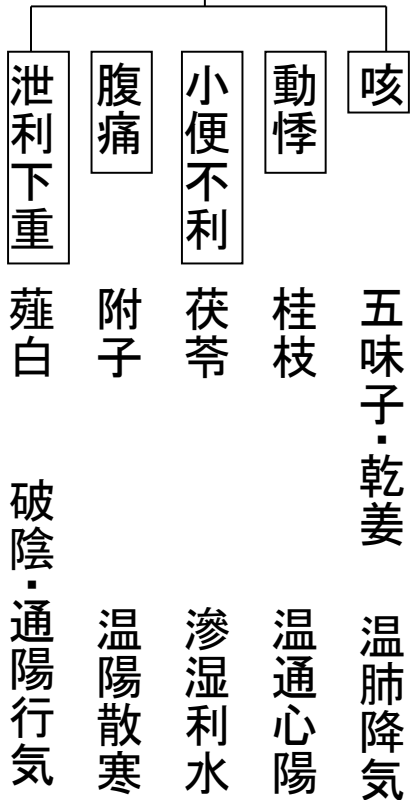 咳 五味子・乾姜 温肺降気
動悸 桂枝 温通心陽
小便不利 茯苓 滲湿利水
腹痛 附子 温陽散寒
泄利下重 薤白 破陰・通陽行気